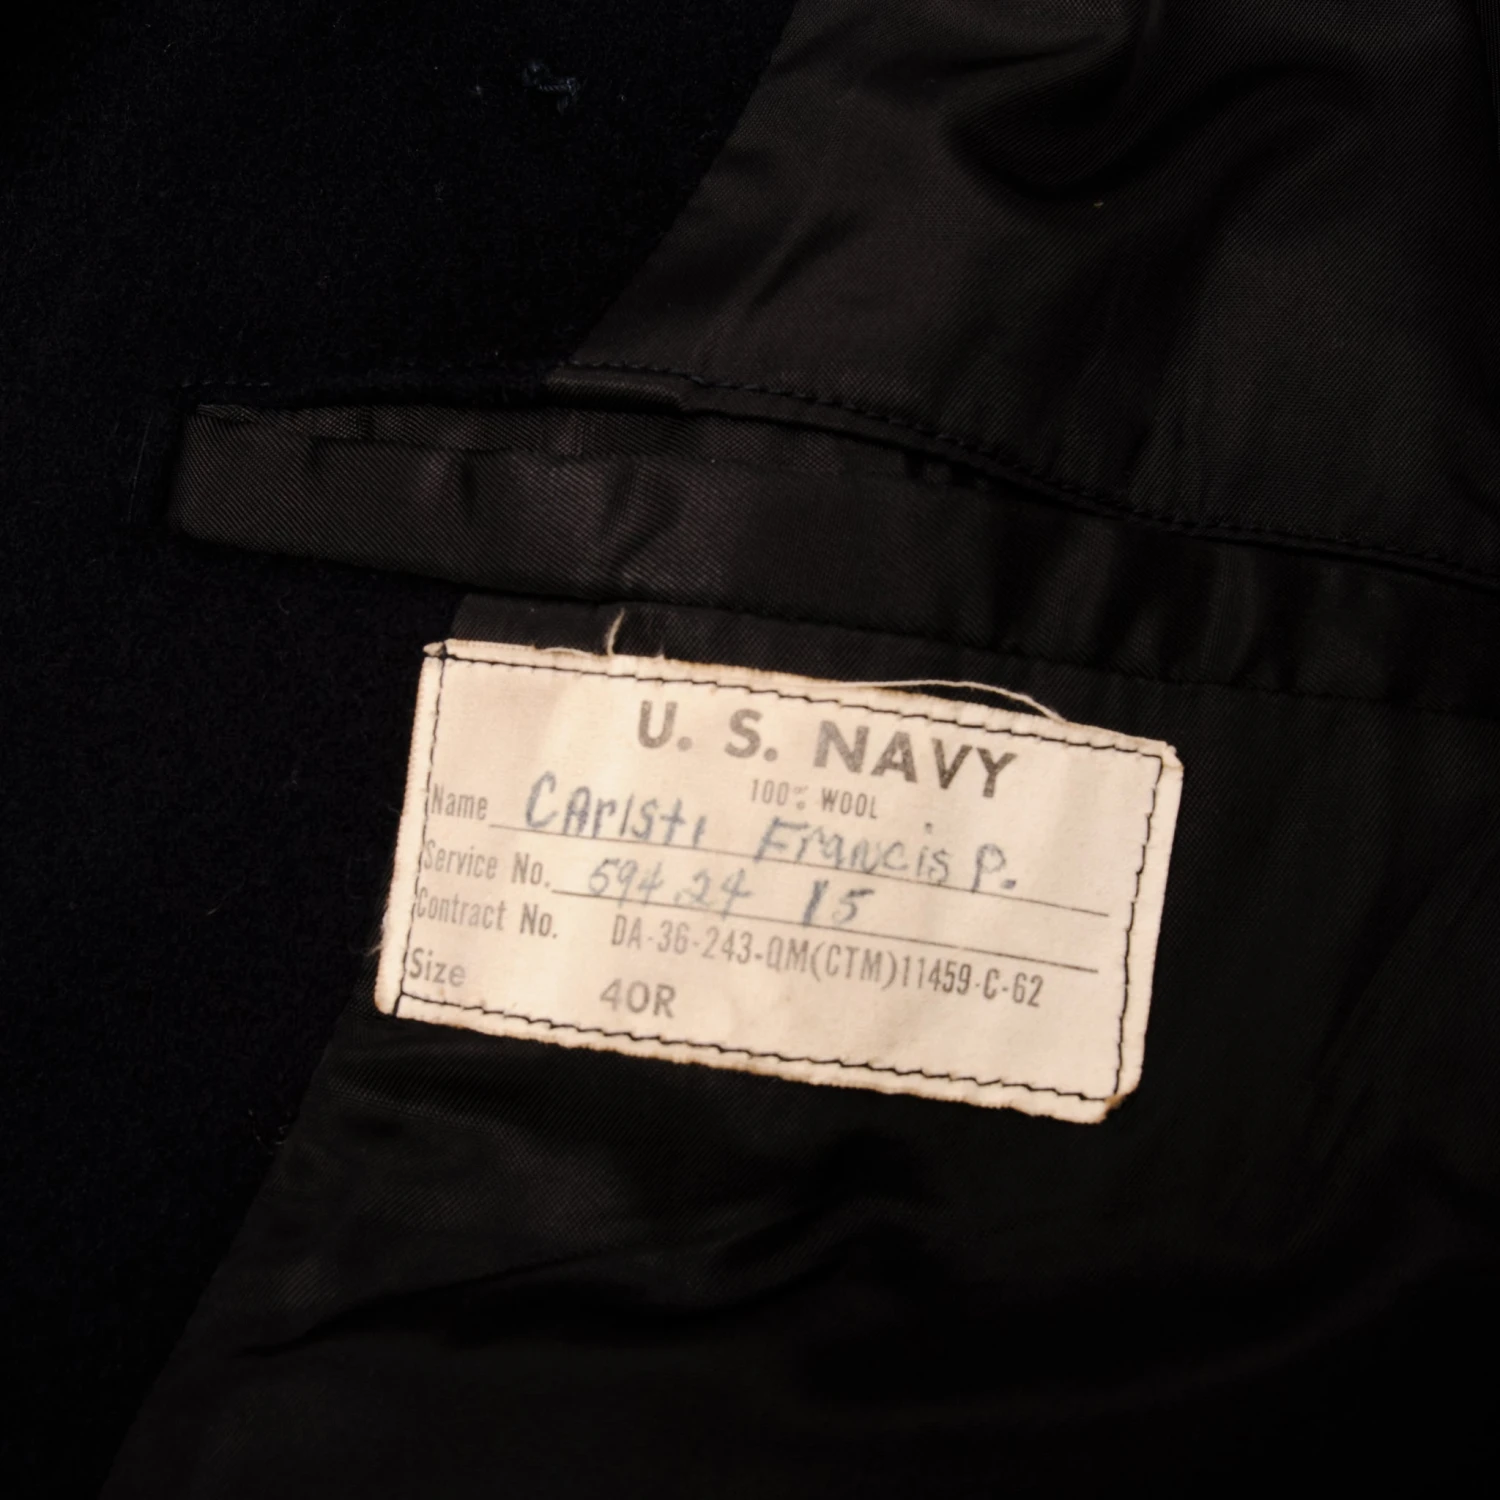 U. S. NAVY
100% WOOL
Name CAristi Francis P.
Service No. 594 24 15
Contract No. DA-36-243-QM(CTM)11459-C-62
Size 40R